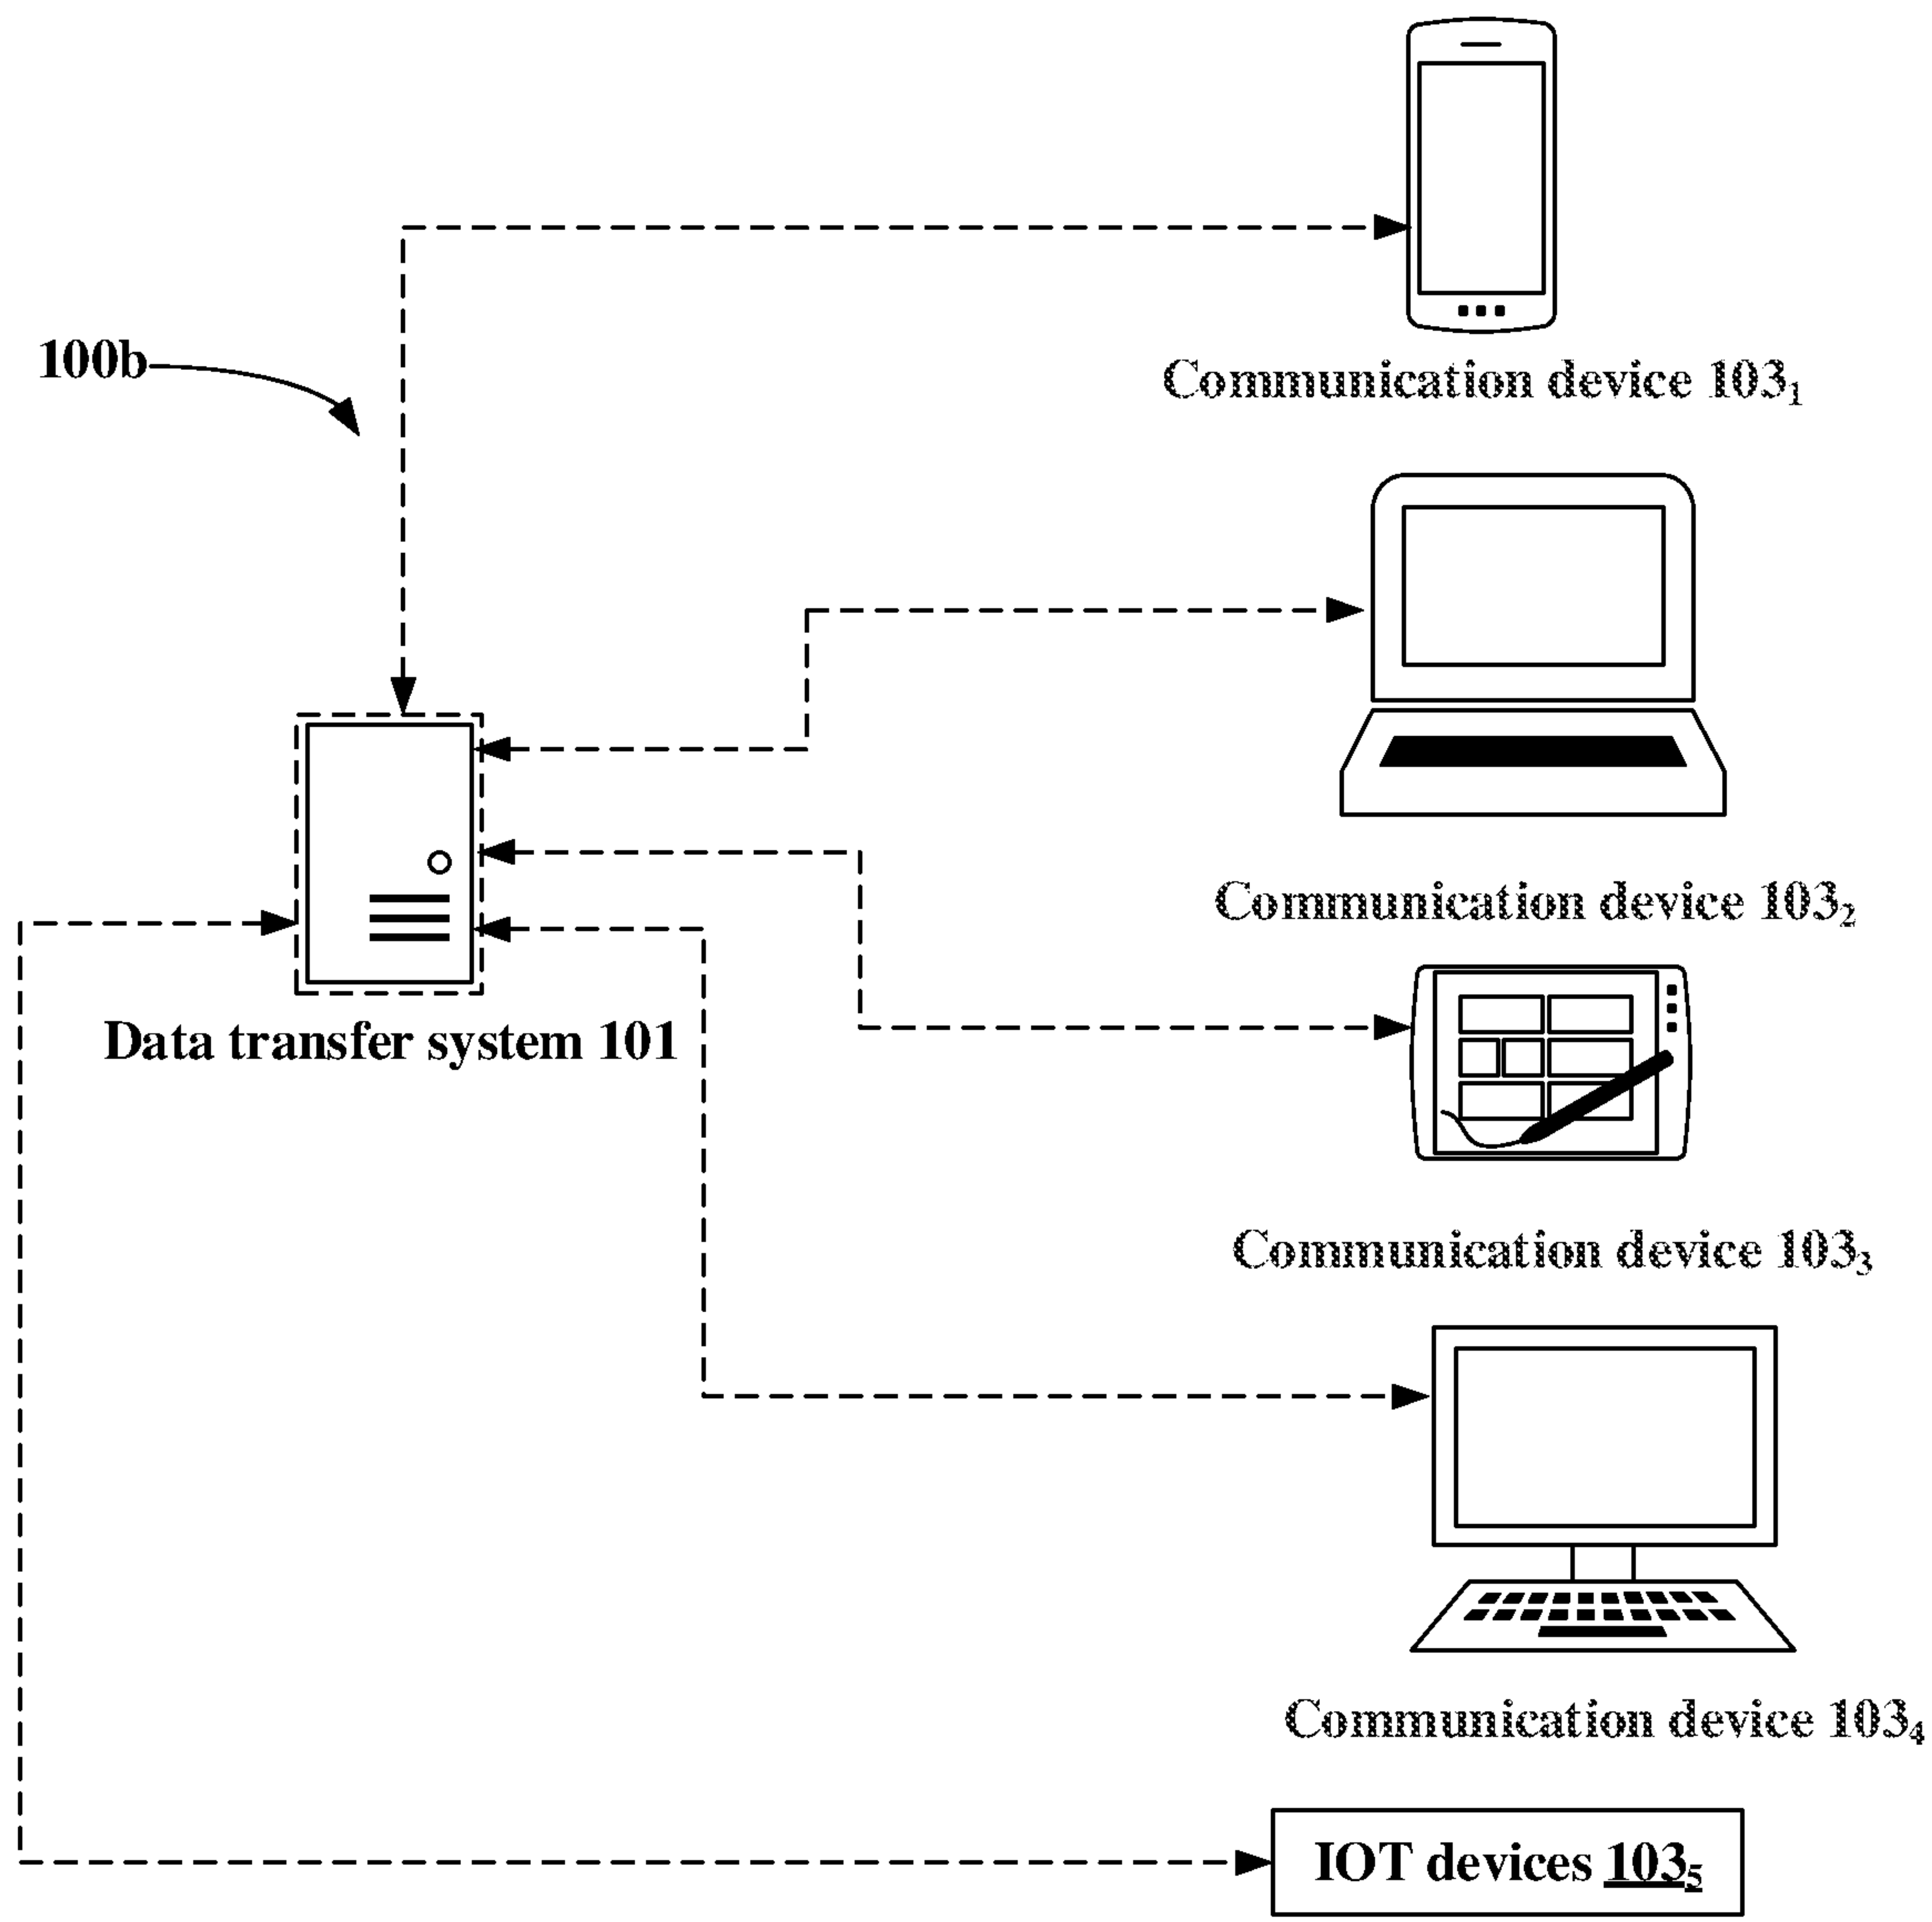 100b
Communication device 103₁
Communication device 103₂
Data transfer system 101
Communication device 103₃
Communication device 103₄
IOT devices 103₅